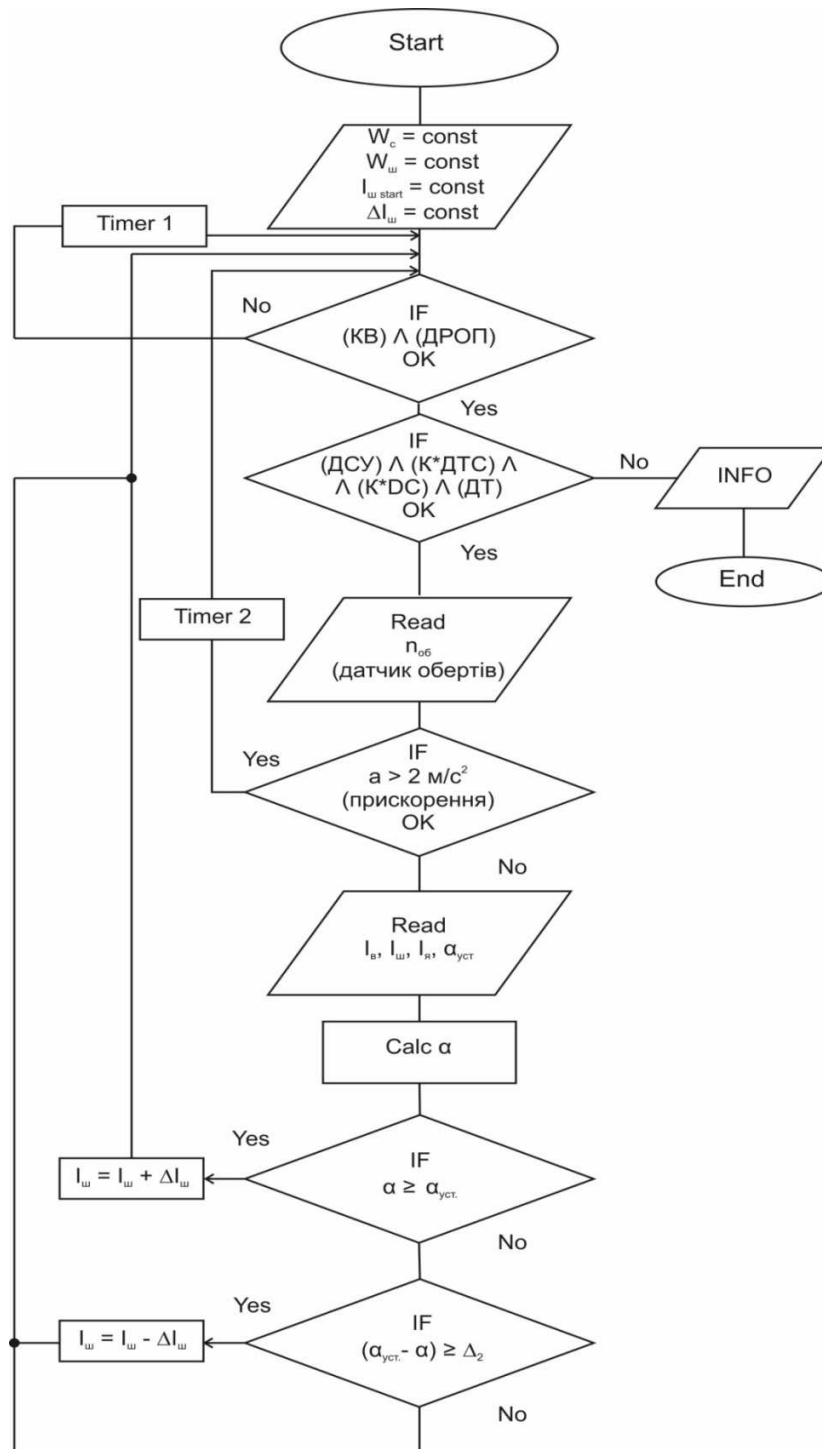 Start
W_с = const
W_ш = const
I_ш start = const
ΔI_ш = const
Timer 1
No
IF
(КВ) Λ (ДРОП)
OK
Yes
IF
(ДСУ) Λ (К*ДТС) Λ
Λ (К*DC) Λ (ДТ)
OK
No
INFO
Yes
End
Timer 2
Read
n_об
(датчик обертів)
Yes
IF
a > 2 м/с²
(прискорення)
OK
No
Read
I_в, I_ш, I_я, α_уст
Calc α
Yes
I_ш = I_ш + ΔI_ш
IF
α ≥ α_уст.
No
Yes
I_ш = I_ш - ΔI_ш
IF
(α_уст. - α) ≥ Δ₂
No